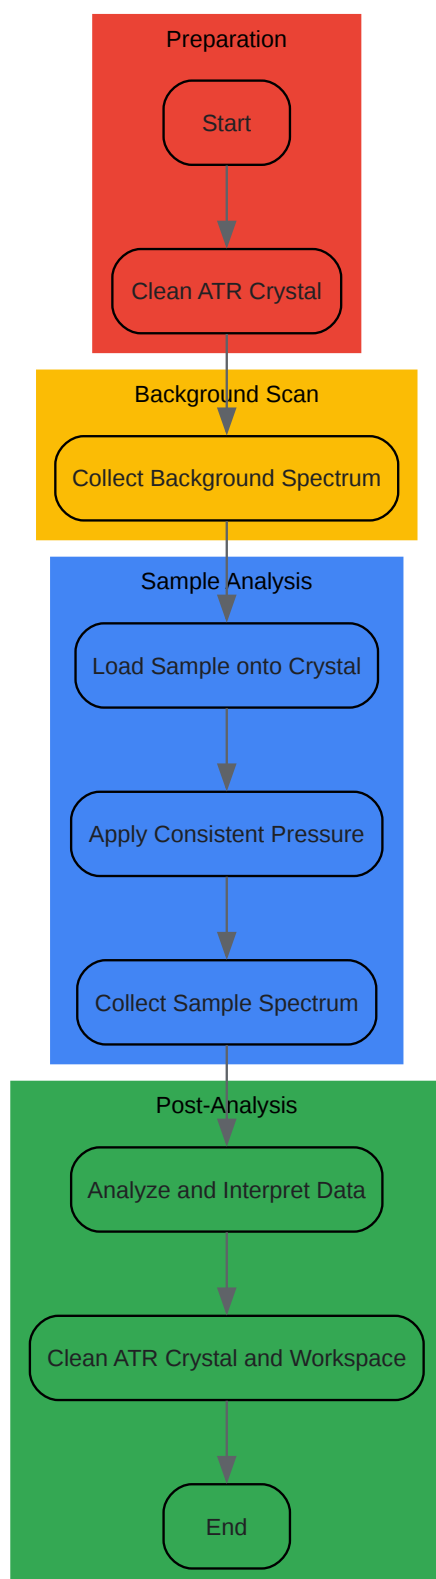 Preparation
Start
Clean ATR Crystal
Background Scan
Collect Background Spectrum
Sample Analysis
Load Sample onto Crystal
Apply Consistent Pressure
Collect Sample Spectrum
Post-Analysis
Analyze and Interpret Data
Clean ATR Crystal and Workspace
End